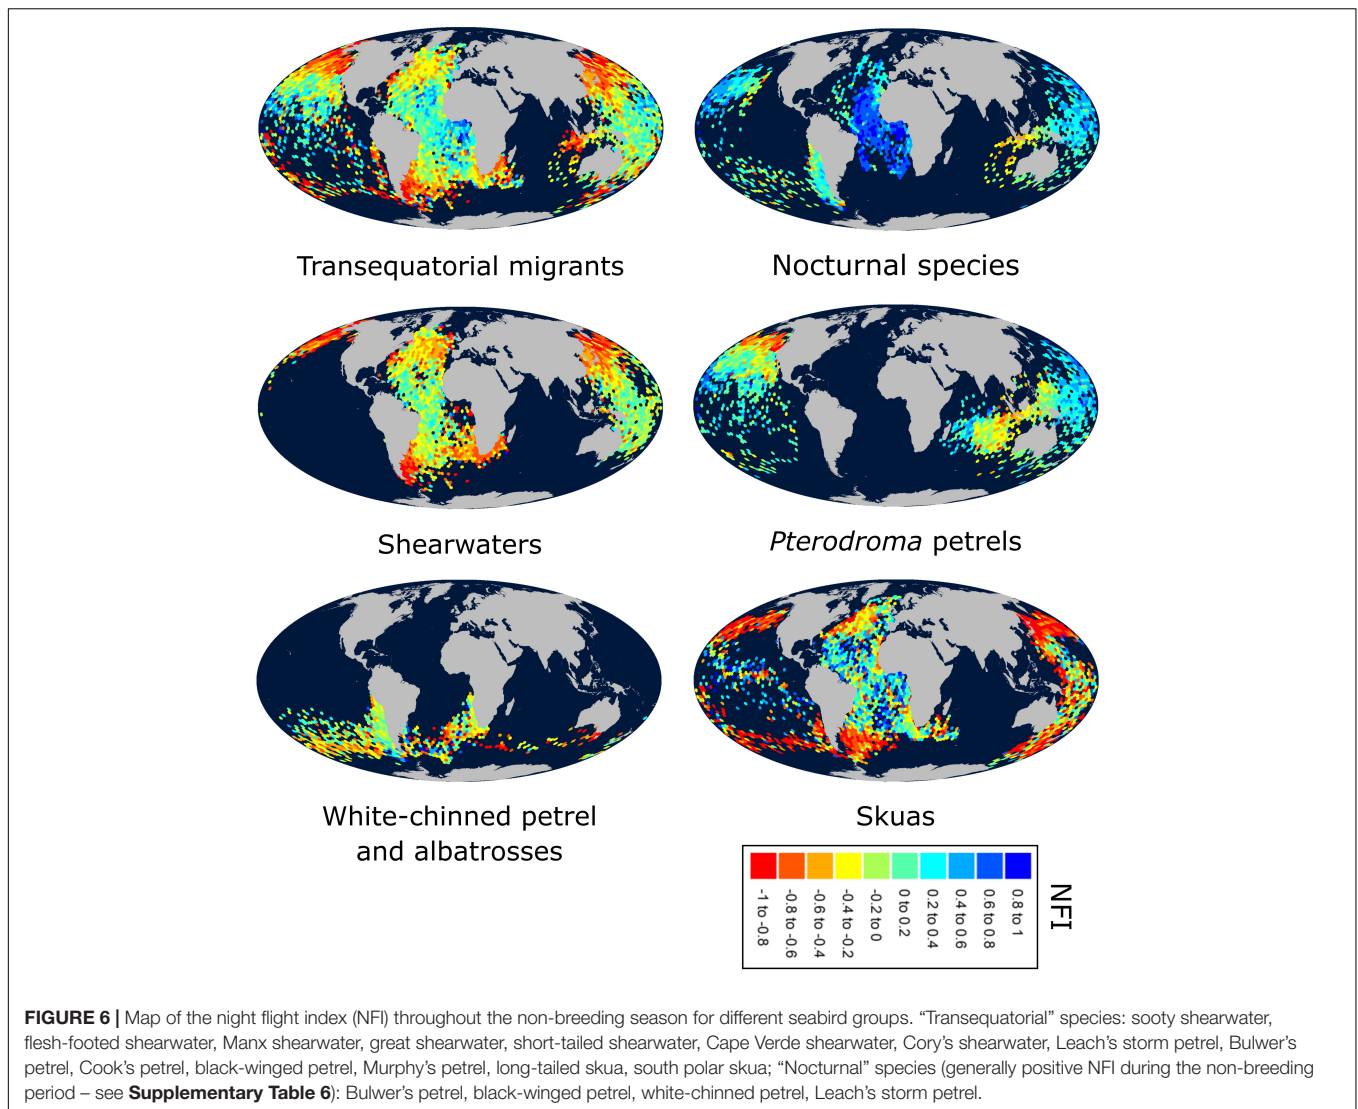 Transequatorial migrants
Nocturnal species
Shearwaters
Pterodroma petrels
White-chinned petrel
and albatrosses
Skuas
NFI
-1 to -0.8
-0.8 to -0.6
-0.6 to -0.4
-0.4 to -0.2
-0.2 to 0
0 to 0.2
0.2 to 0.4
0.4 to 0.6
0.6 to 0.8
0.8 to 1
FIGURE 6 | Map of the night flight index (NFI) throughout the non-breeding season for different seabird groups. “Transequatorial” species: sooty shearwater,
flesh-footed shearwater, Manx shearwater, great shearwater, short-tailed shearwater, Cape Verde shearwater, Cory’s shearwater, Leach’s storm petrel, Bulwer’s
petrel, Cook’s petrel, black-winged petrel, Murphy’s petrel, long-tailed skua, south polar skua; “Nocturnal” species (generally positive NFI during the non-breeding
period – see Supplementary Table 6): Bulwer’s petrel, black-winged petrel, white-chinned petrel, Leach’s storm petrel.